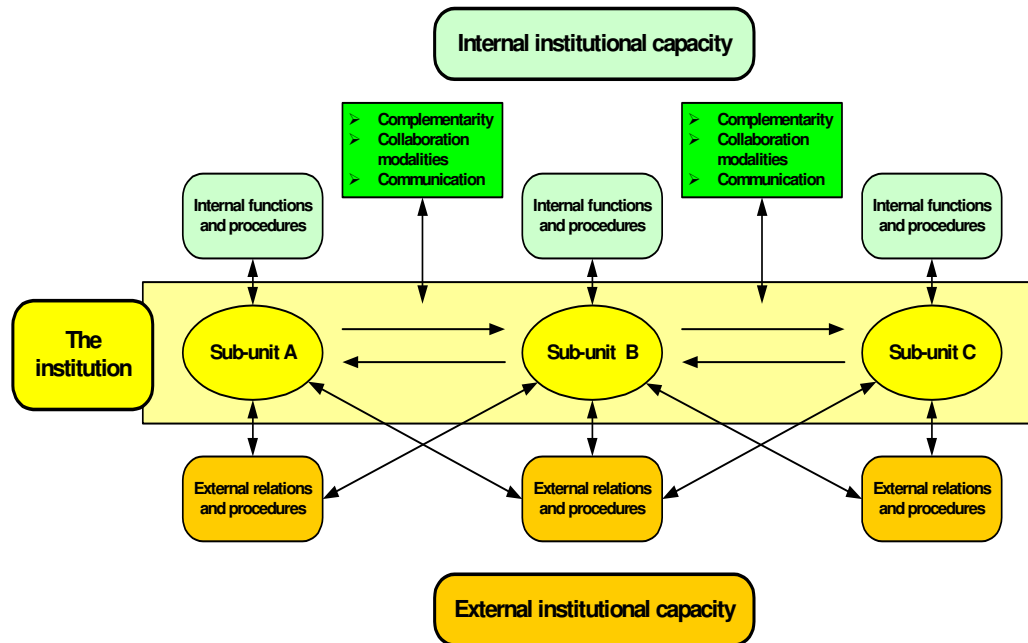 Internal institutional capacity
➢ Complementarity
➢ Collaboration
modalities
➢ Communication
➢ Complementarity
➢ Collaboration
modalities
➢ Communication
Internal functions
and procedures
Internal functions
and procedures
Internal functions
and procedures
The
institution
Sub-unit A
Sub-unit B
Sub-unit C
External relations
and procedures
External relations
and procedures
External relations
and procedures
External institutional capacity